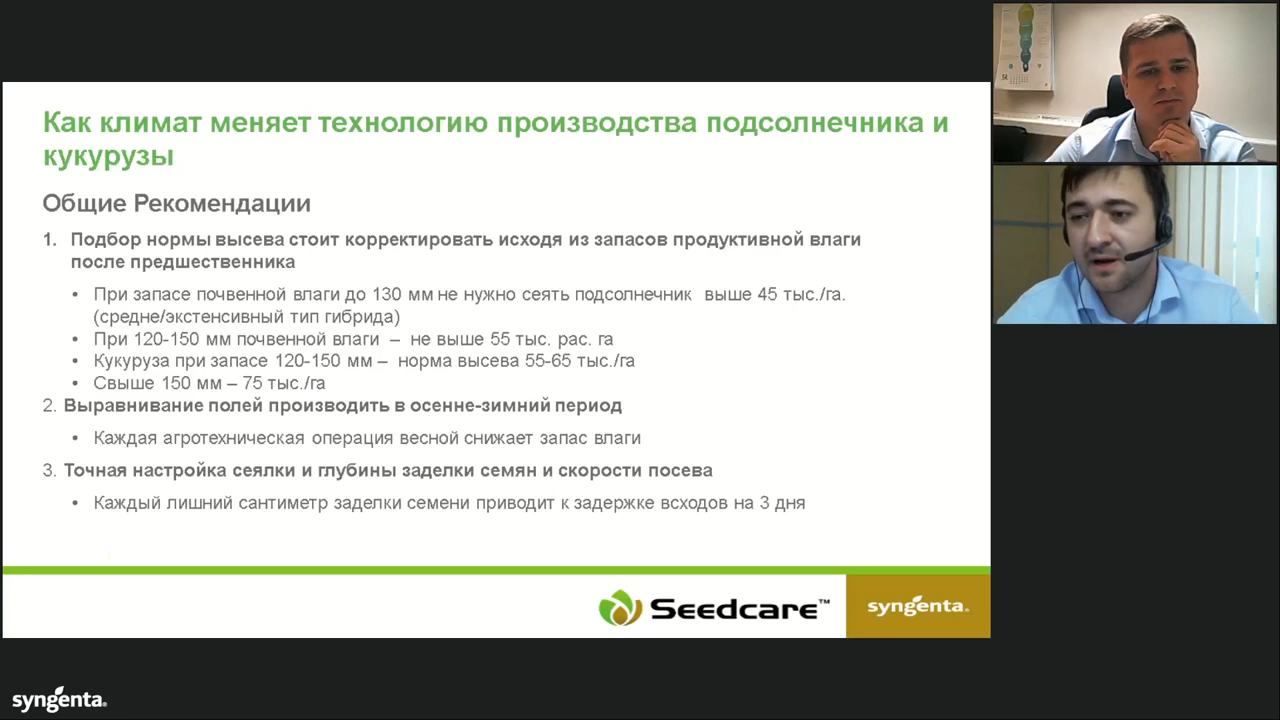 Как климат меняет технологию производства подсолнечника и
кукурузы
Общие Рекомендации
1. Подбор нормы высева стоит корректировать исходя из запасов продуктивной влаги
после предшественника
• При запасе почвенной влаги до 130 мм не нужно сеять подсолнечник выше 45 тыс./га.
(средне/экстенсивный тип гибрида)
• При 120-150 мм почвенной влаги – не выше 55 тыс. рас. га
• Кукуруза при запасе 120-150 мм – норма высева 55-65 тыс./га
• Свыше 150 мм – 75 тыс./га
2. Выравнивание полей производить в осенне-зимний период
• Каждая агротехническая операция весной снижает запас влаги
3. Точная настройка сеялки и глубины заделки семян и скорости посева
• Каждый лишний сантиметр заделки семени приводит к задержке всходов на 3 дня
Seedcare™
syngenta®
syngenta®